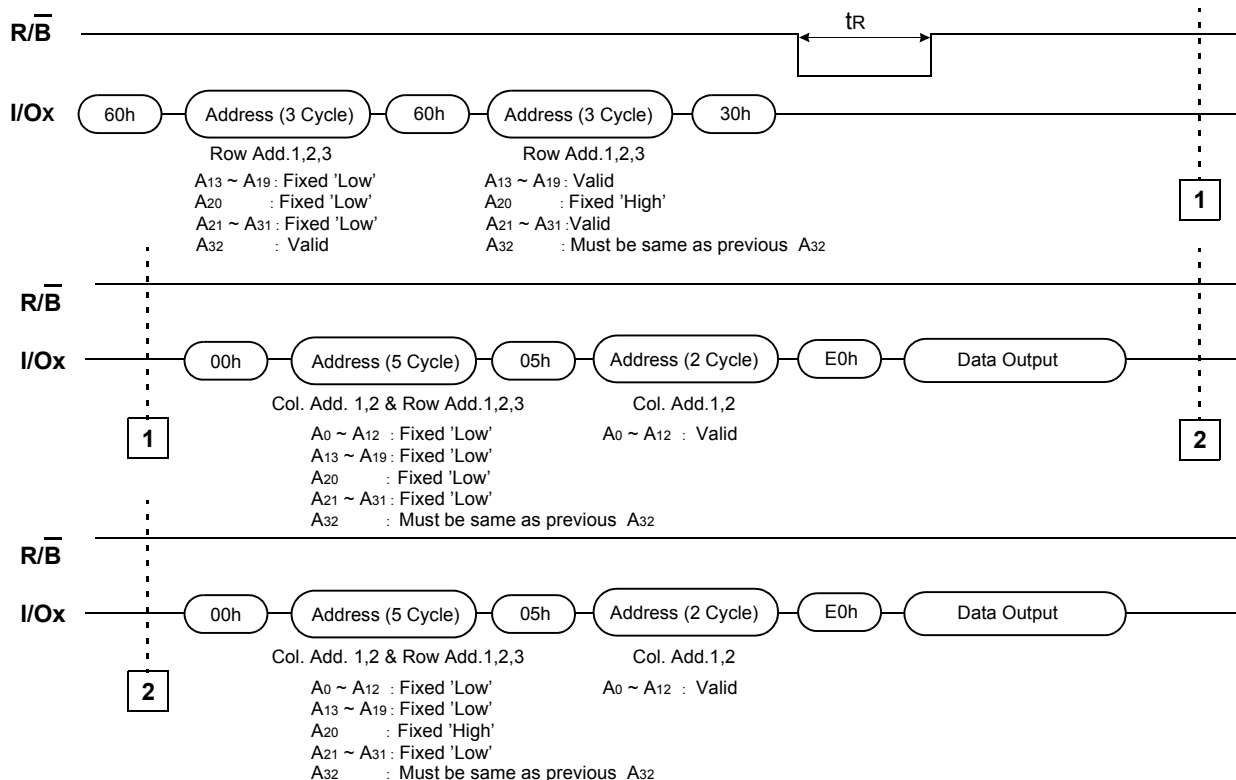 tR
R/B
I/Ox 60h Address (3 Cycle) 60h Address (3 Cycle) 30h
Row Add.1,2,3 Row Add.1,2,3
A13 ~ A19 : Fixed 'Low' A13 ~ A19 : Valid
A20 : Fixed 'Low' A20 : Fixed 'High'
A21 ~ A31 : Fixed 'Low' A21 ~ A31 :Valid
A32 : Valid A32 : Must be same as previous A32
1
R/B
I/Ox 00h Address (5 Cycle) 05h Address (2 Cycle) E0h Data Output
Col. Add. 1,2 & Row Add.1,2,3 Col. Add.1,2
A0 ~ A12 : Fixed 'Low' A0 ~ A12 : Valid
A13 ~ A19 : Fixed 'Low'
A20 : Fixed 'Low'
A21 ~ A31 : Fixed 'Low'
A32 : Must be same as previous A32
1 2
R/B
I/Ox 00h Address (5 Cycle) 05h Address (2 Cycle) E0h Data Output
Col. Add. 1,2 & Row Add.1,2,3 Col. Add.1,2
A0 ~ A12 : Fixed 'Low' A0 ~ A12 : Valid
A13 ~ A19 : Fixed 'Low'
A20 : Fixed 'High'
A21 ~ A31 : Fixed 'Low'
A32 : Must be same as previous A32
2